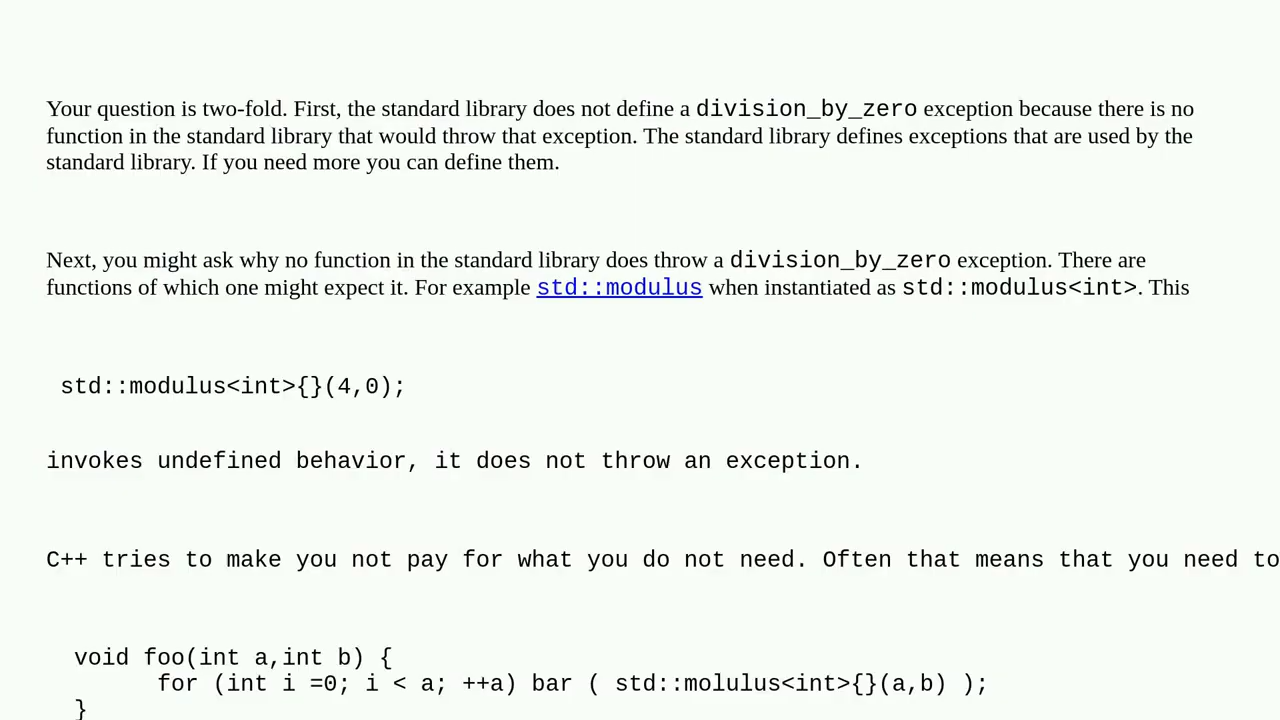 Your question is two-fold. First, the standard library does not define a division_by_zero exception because there is no
function in the standard library that would throw that exception. The standard library defines exceptions that are used by the
standard library. If you need more you can define them.
Next, you might ask why no function in the standard library does throw a division_by_zero exception. There are
functions of which one might expect it. For example std::modulus when instantiated as std::modulus<int>. This
std::modulus<int>{}(4,0);
invokes undefined behavior, it does not throw an exception.
C++ tries to make you not pay for what you do not need. Often that means that you need to
void foo(int a,int b) {
for (int i =0; i < a; ++a) bar ( std::molulus<int>{}(a,b) );
}